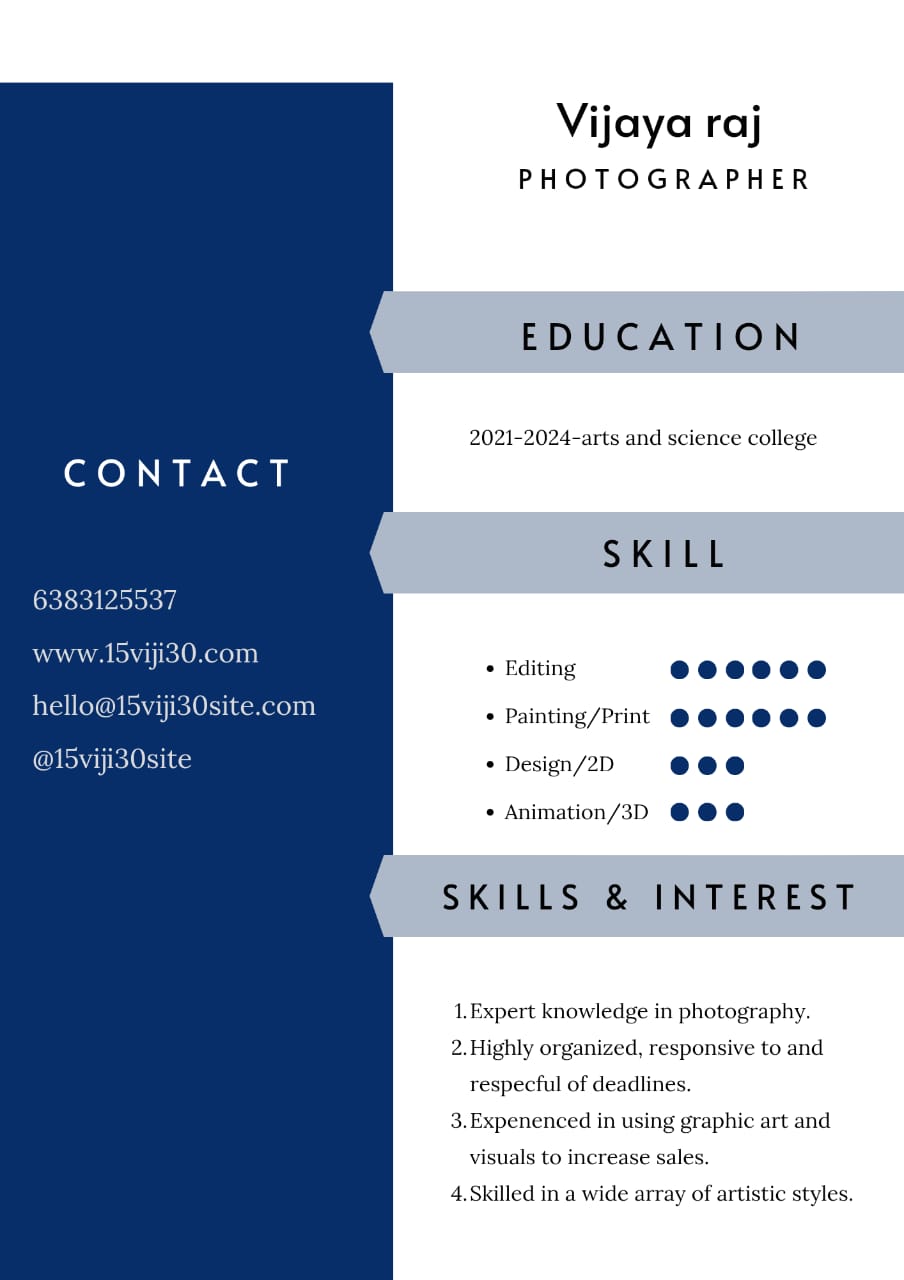 Vijaya raj
PHOTOGRAPHER
EDUCATION
2021-2024-arts and science college
CONTACT
6383125537
www.15viji30.com
hello@15viji30site.com
@15viji30site
SKILL
• Editing
• Painting/Print
• Design/2D
• Animation/3D
SKILLS & INTEREST
1. Expert knowledge in photography.
2. Highly organized, responsive to and
respecful of deadlines.
3. Expenenced in using graphic art and
visuals to increase sales.
4. Skilled in a wide array of artistic styles.